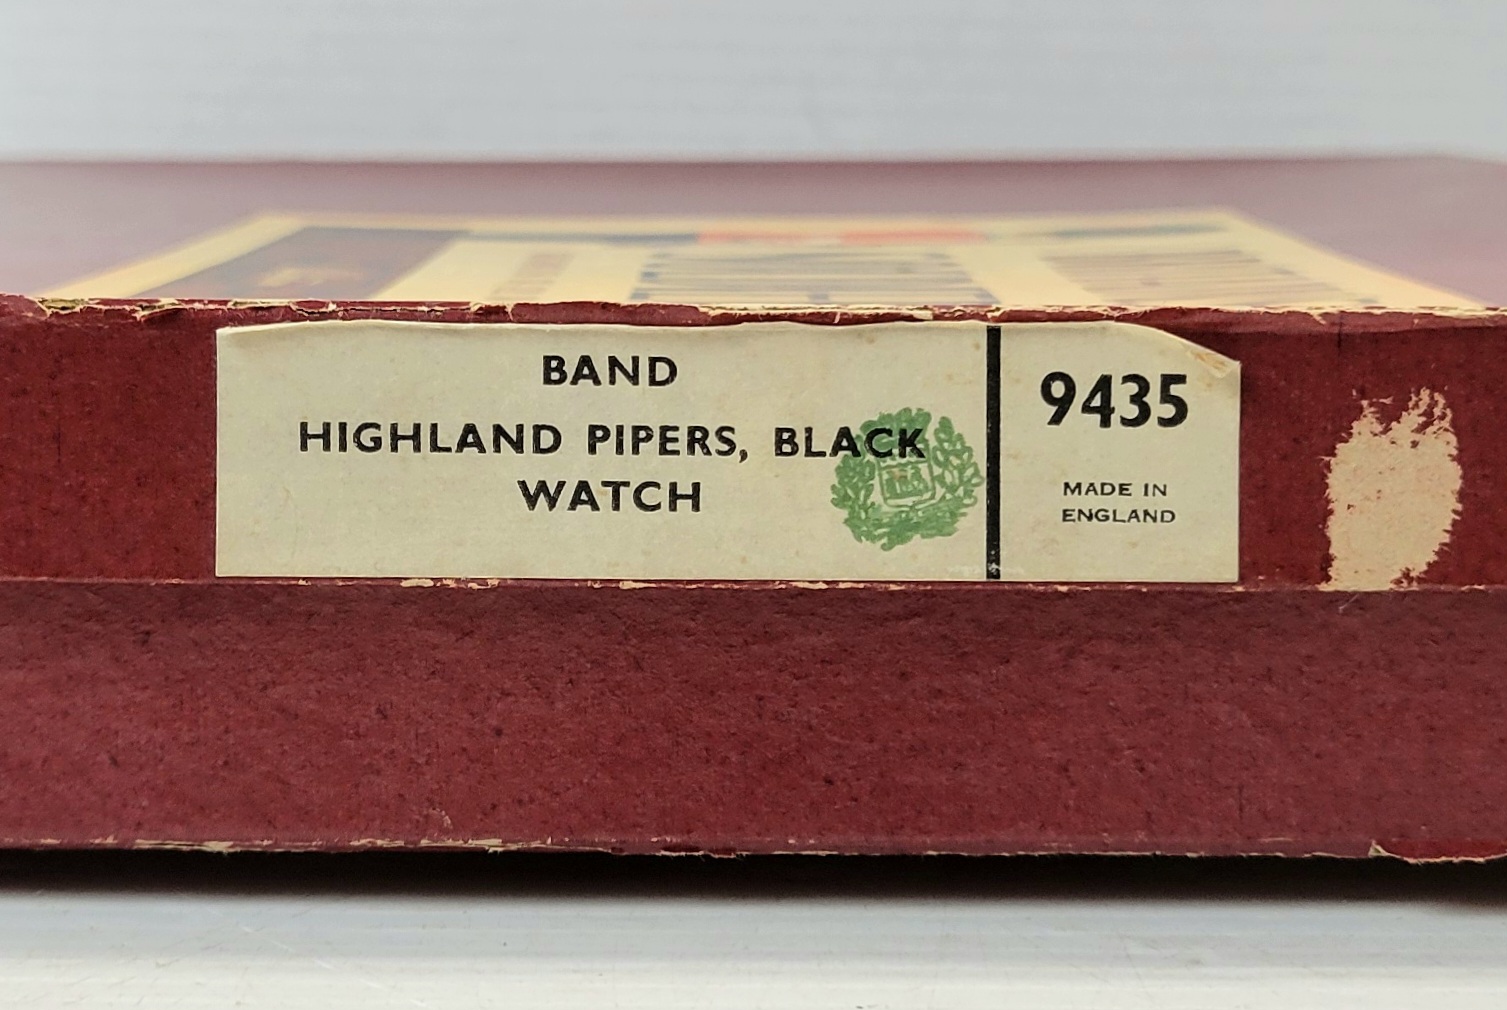 BAND
HIGHLAND PIPERS, BLACK
WATCH
9435
MADE IN
ENGLAND